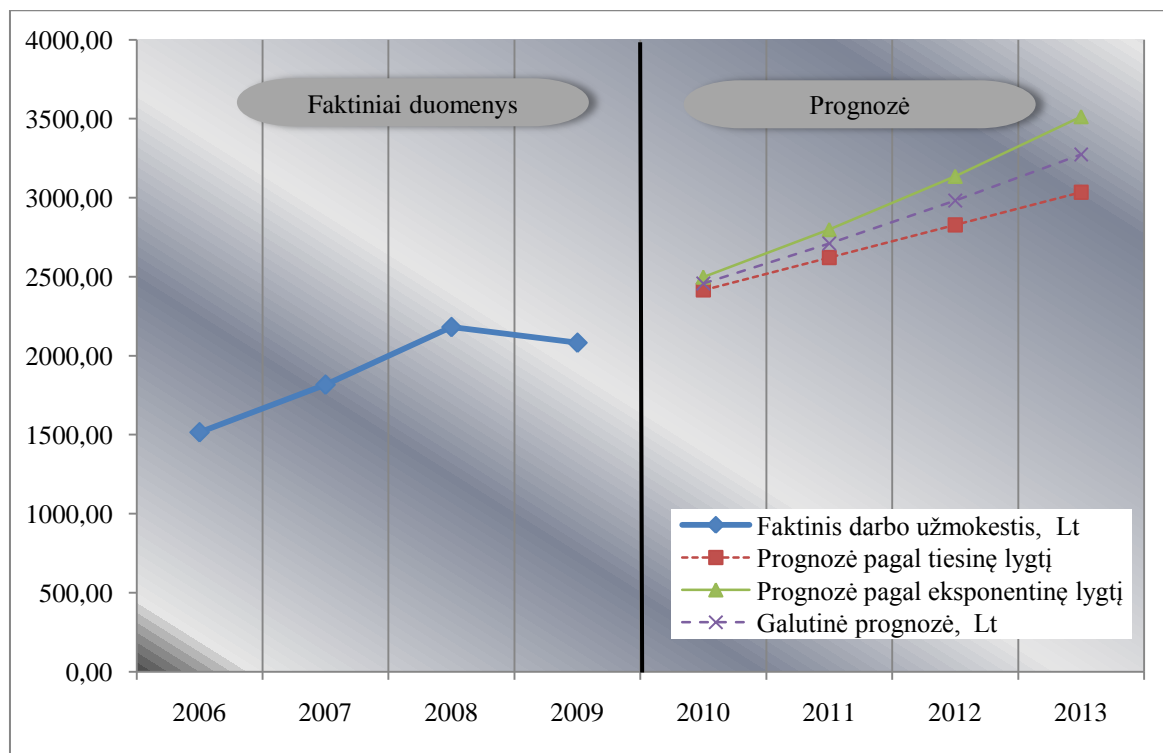 4000,00
3500,00
3000,00
2500,00
2000,00
1500,00
1000,00
500,00
0,00
Faktiniai duomenys
Prognozė
Faktinis darbo užmokestis, Lt
Prognozė pagal tiesinę lygtį
Prognozė pagal eksponentinę lygtį
Galutinė prognozė, Lt
2006 2007 2008 2009 2010 2011 2012 2013